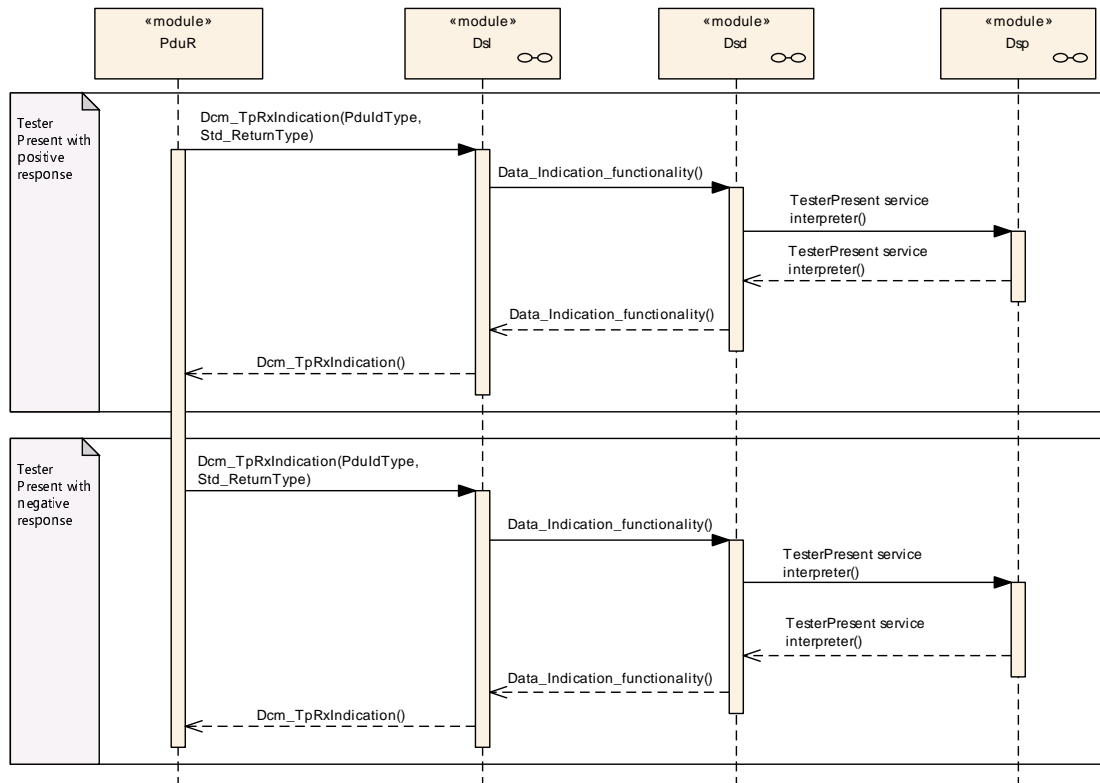 «module»
PduR
«module»
Dsl
«module»
Dsd
«module»
Dsp
Tester
Present with
positive
response
Dcm_TpRxIndication(PduIdType,
Std_ReturnType)
Data_Indication_functionality()
TesterPresent service
interpreter()
TesterPresent service
interpreter()
Data_Indication_functionality()
Dcm_TpRxIndication()
Tester
Present with
negative
response
Dcm_TpRxIndication(PduIdType,
Std_ReturnType)
Data_Indication_functionality()
TesterPresent service
interpreter()
TesterPresent service
interpreter()
Data_Indication_functionality()
Dcm_TpRxIndication()